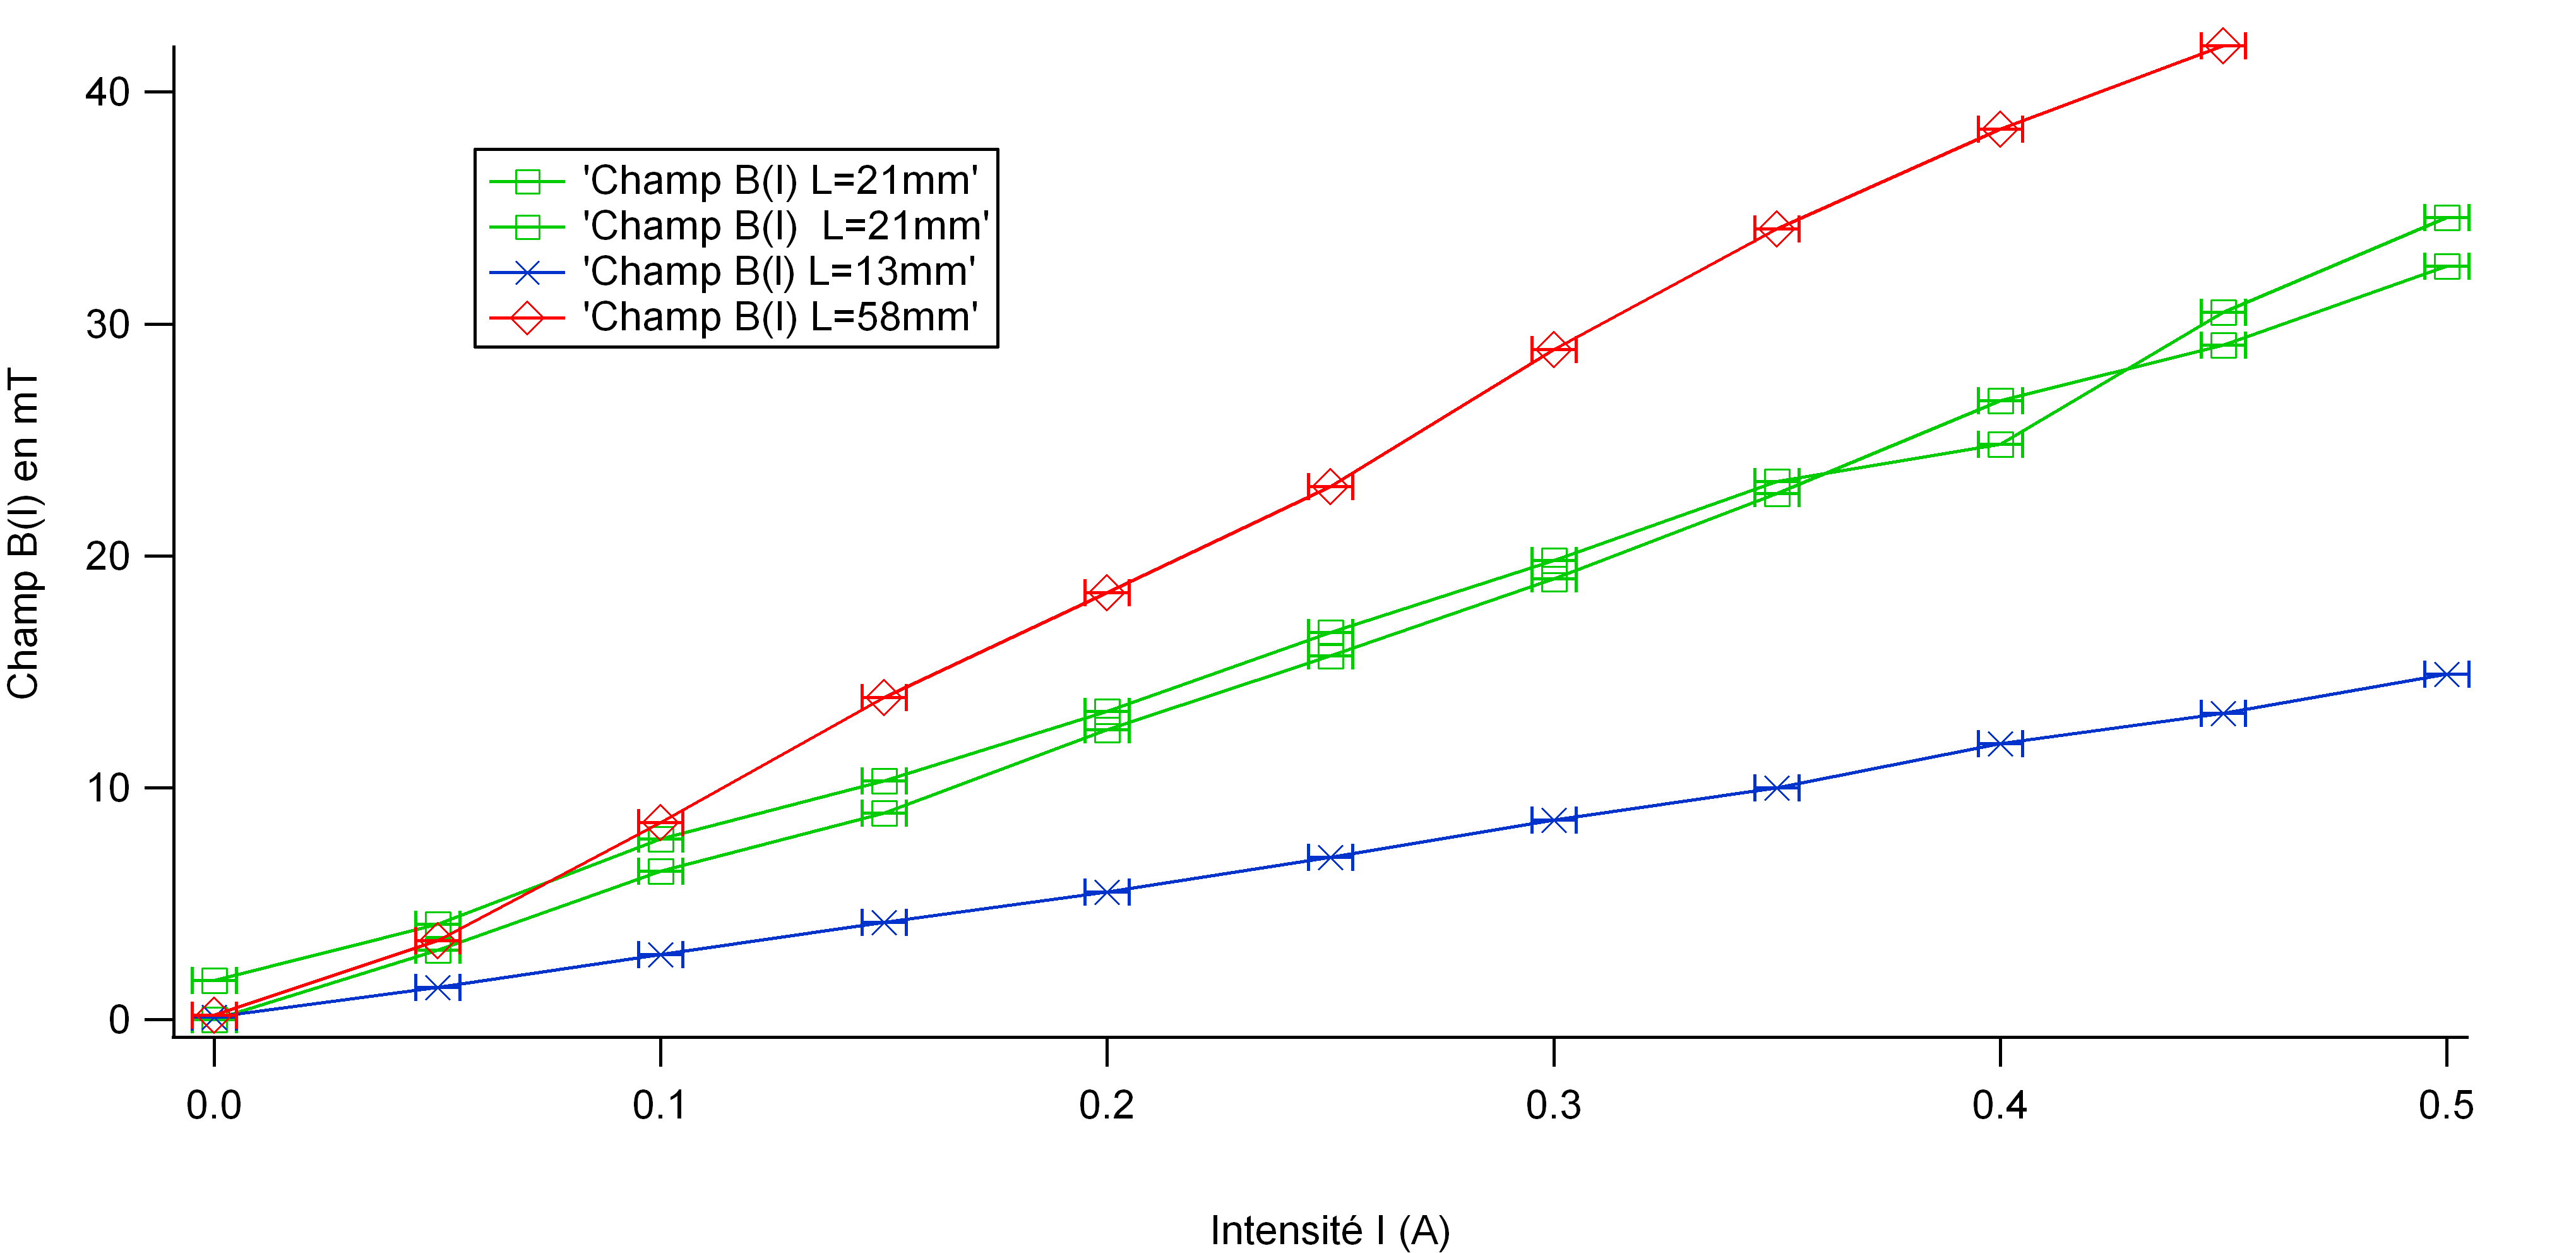 40
30
20
10
0
Champ B(I) en mT
'Champ B(I) L=21mm'
'Champ B(I)  L=21mm'
'Champ B(I) L=13mm'
'Champ B(I) L=58mm'
0.0
0.1
0.2
0.3
0.4
0.5
Intensité I (A)